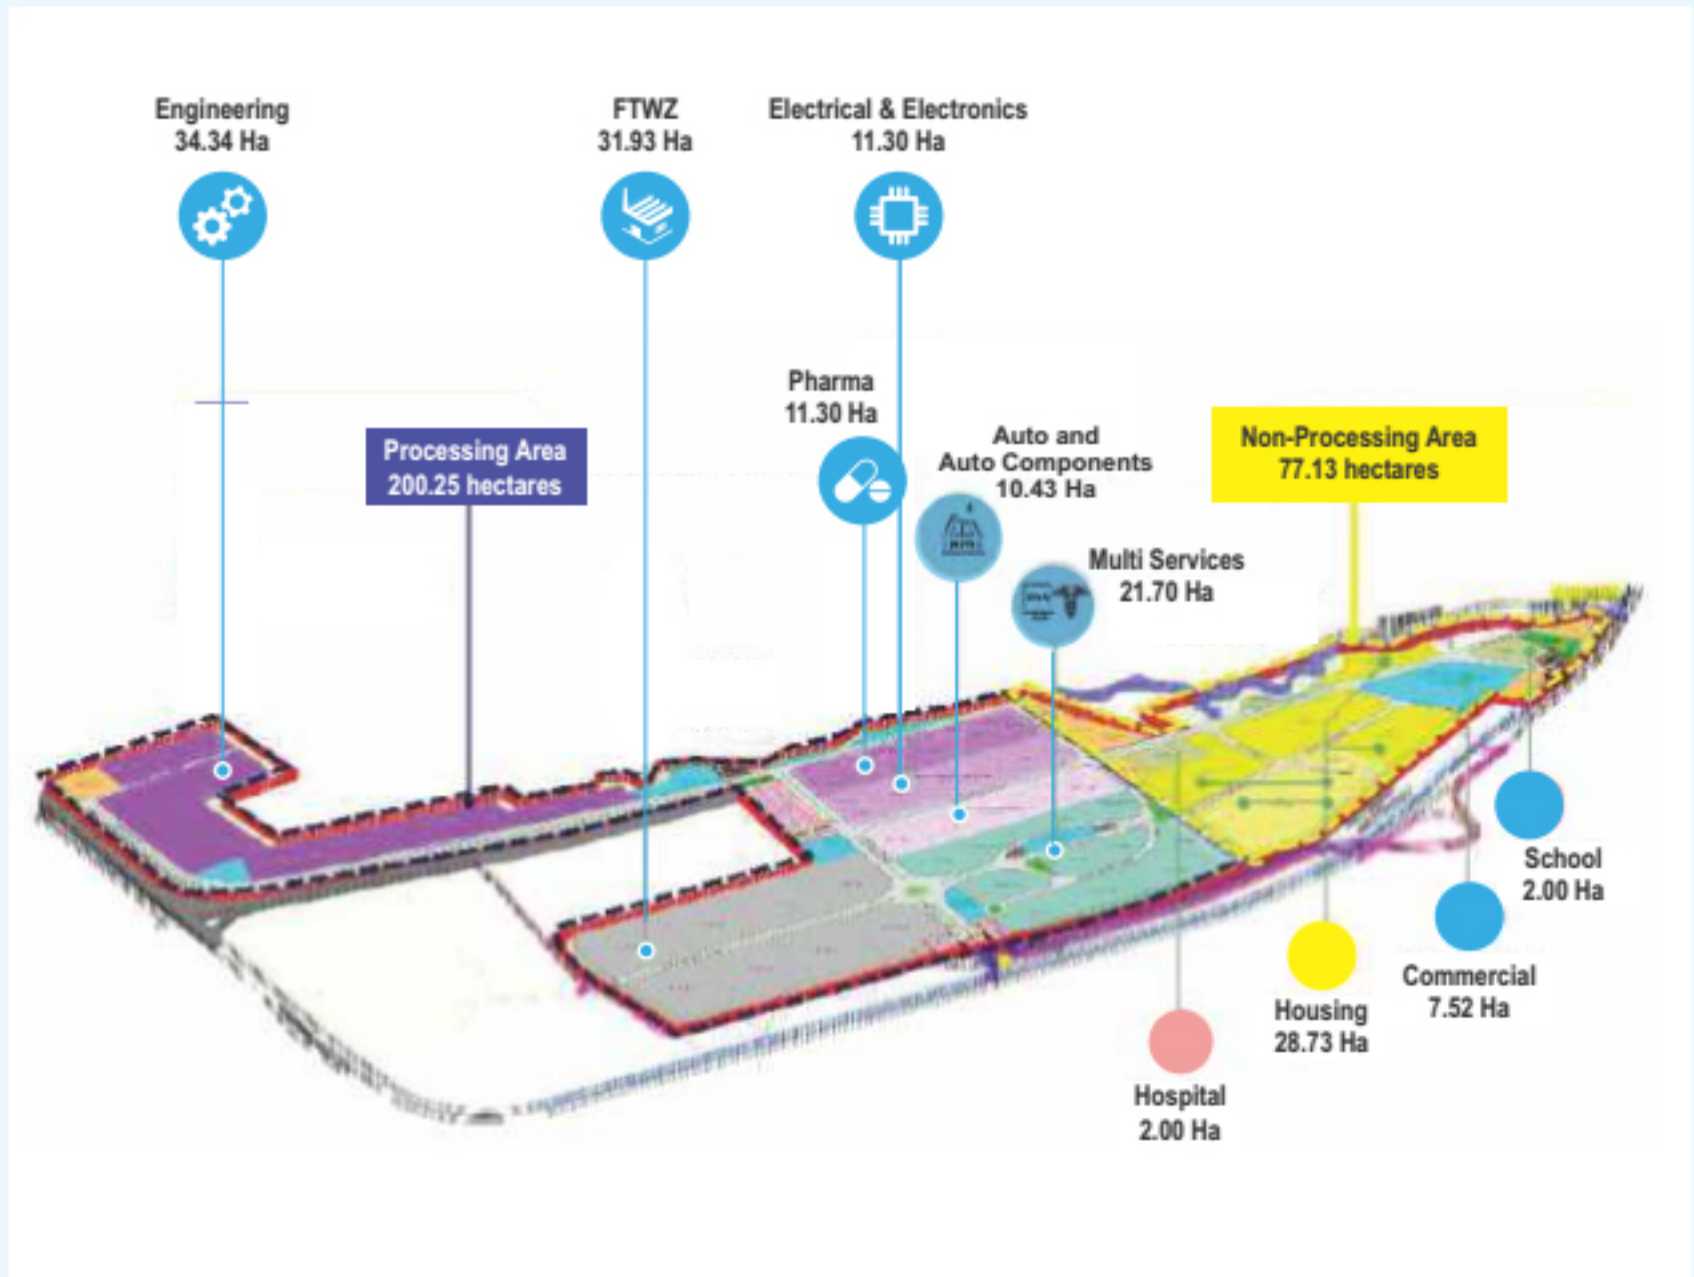 Engineering
34.34 Ha
FTWZ
31.93 Ha
Electrical & Electronics
11.30 Ha
Pharma
11.30 Ha
Auto and
Auto Components
10.43 Ha
Processing Area
200.25 hectares
Non-Processing Area
77.13 hectares
Multi Services
21.70 Ha
School
2.00 Ha
Commercial
7.52 Ha
Housing
28.73 Ha
Hospital
2.00 Ha